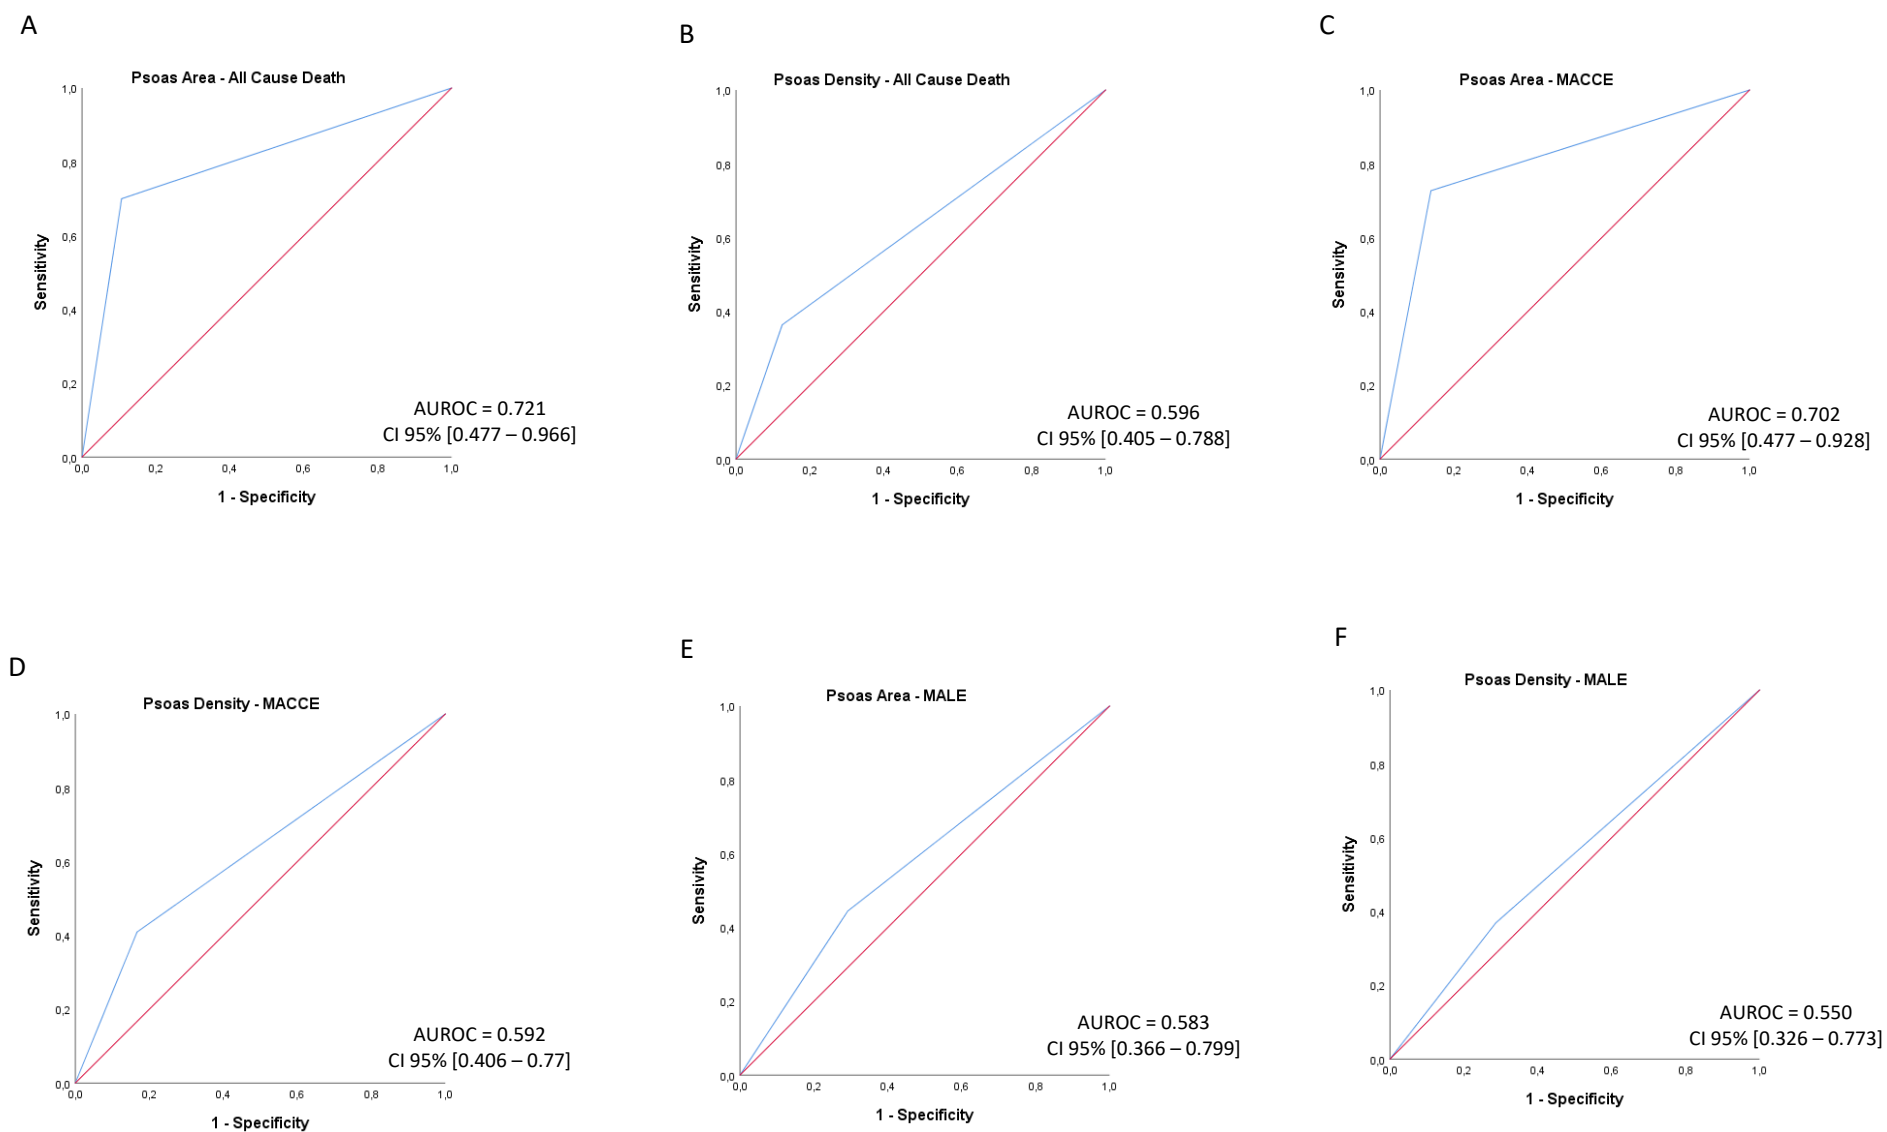 A
Psoas Area - All Cause Death
1,0
0,8
0,6
0,4
0,2
0,0
Sensitivity
0,0 0,2 0,4 0,6 0,8 1,0
1 - Specificity
AUROC = 0.721
CI 95% [0.477 – 0.966]
B
Psoas Density - All Cause Death
1,0
0,8
0,6
0,4
0,2
0,0
Sensitivity
0,0 0,2 0,4 0,6 0,8 1,0
1 - Specificity
AUROC = 0.596
CI 95% [0.405 – 0.788]
C
Psoas Area - MACCE
1,0
0,8
0,6
0,4
0,2
0,0
Sensivity
0,0 0,2 0,4 0,6 0,8 1,0
1 - Specificity
AUROC = 0.702
CI 95% [0.477 – 0.928]
D
Psoas Density - MACCE
1,0
0,8
0,6
0,4
0,2
0,0
Sensitivity
0,0 0,2 0,4 0,6 0,8 1,0
1 - Specificity
AUROC = 0.592
CI 95% [0.406 – 0.77]
E
Psoas Area - MALE
1,0
0,8
0,6
0,4
0,2
0,0
Sensivity
0,0 0,2 0,4 0,6 0,8 1,0
1 - Specificity
AUROC = 0.583
CI 95% [0.366 – 0.799]
F
Psoas Density - MALE
1,0
0,8
0,6
0,4
0,2
0,0
Sensitivity
0,0 0,2 0,4 0,6 0,8 1,0
1 - Specificity
AUROC = 0.550
CI 95% [0.326 – 0.773]